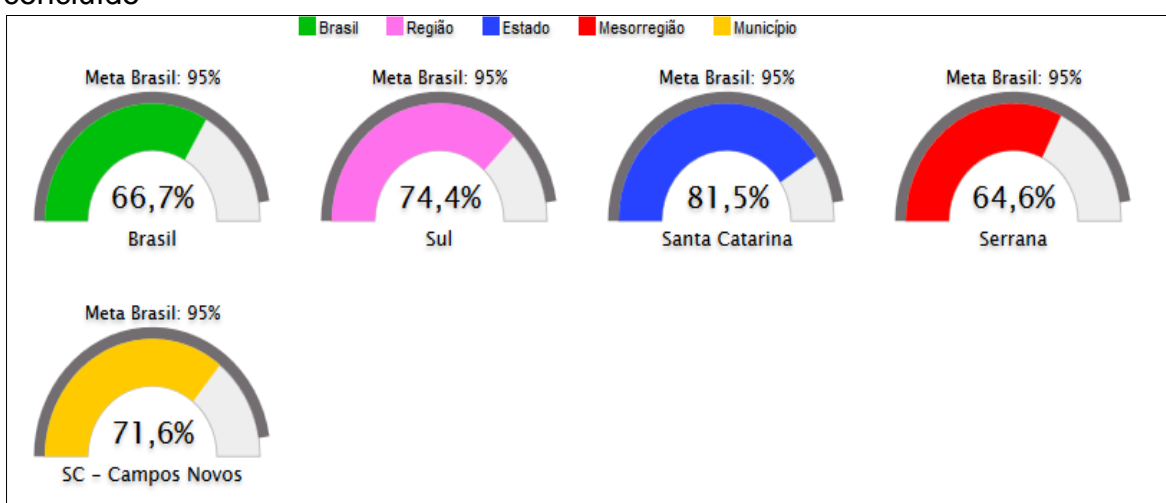 concluído
Brasil Região Estado Mesorregião Município
Meta Brasil: 95% Meta Brasil: 95% Meta Brasil: 95% Meta Brasil: 95%
66,7% 74,4% 81,5% 64,6%
Brasil Sul Santa Catarina Serrana
Meta Brasil: 95%
71,6%
SC - Campos Novos